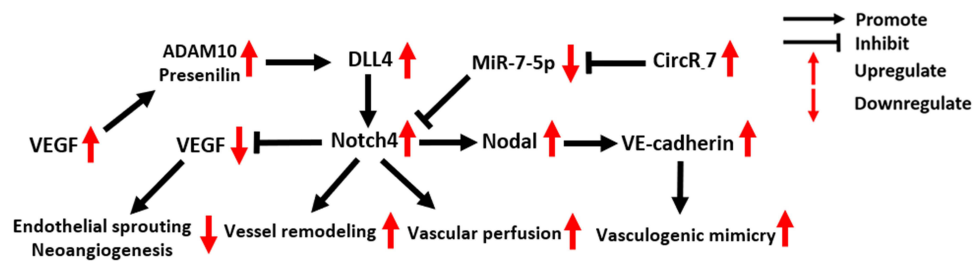 Promote
Inhibit
Upregulate
Downregulate
ADAM10
Presenilin
DLL4
MiR-7-5p
CircR_7
VEGF
VEGF
Notch4
Nodal
VE-cadherin
Endothelial sprouting
Neoangiogenesis
Vessel remodeling
Vascular perfusion
Vasculogenic mimicry